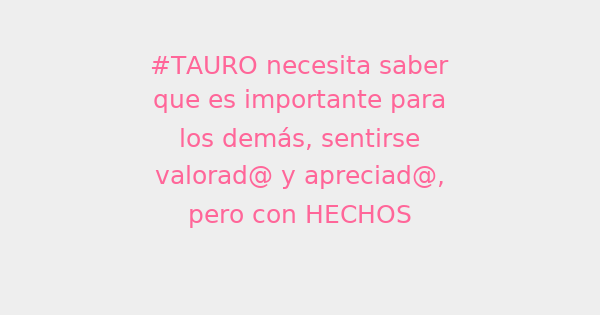 #TAURO necesita saber
que es importante para
los demás, sentirse
valorad@ y apreciad@,
pero con HECHOS